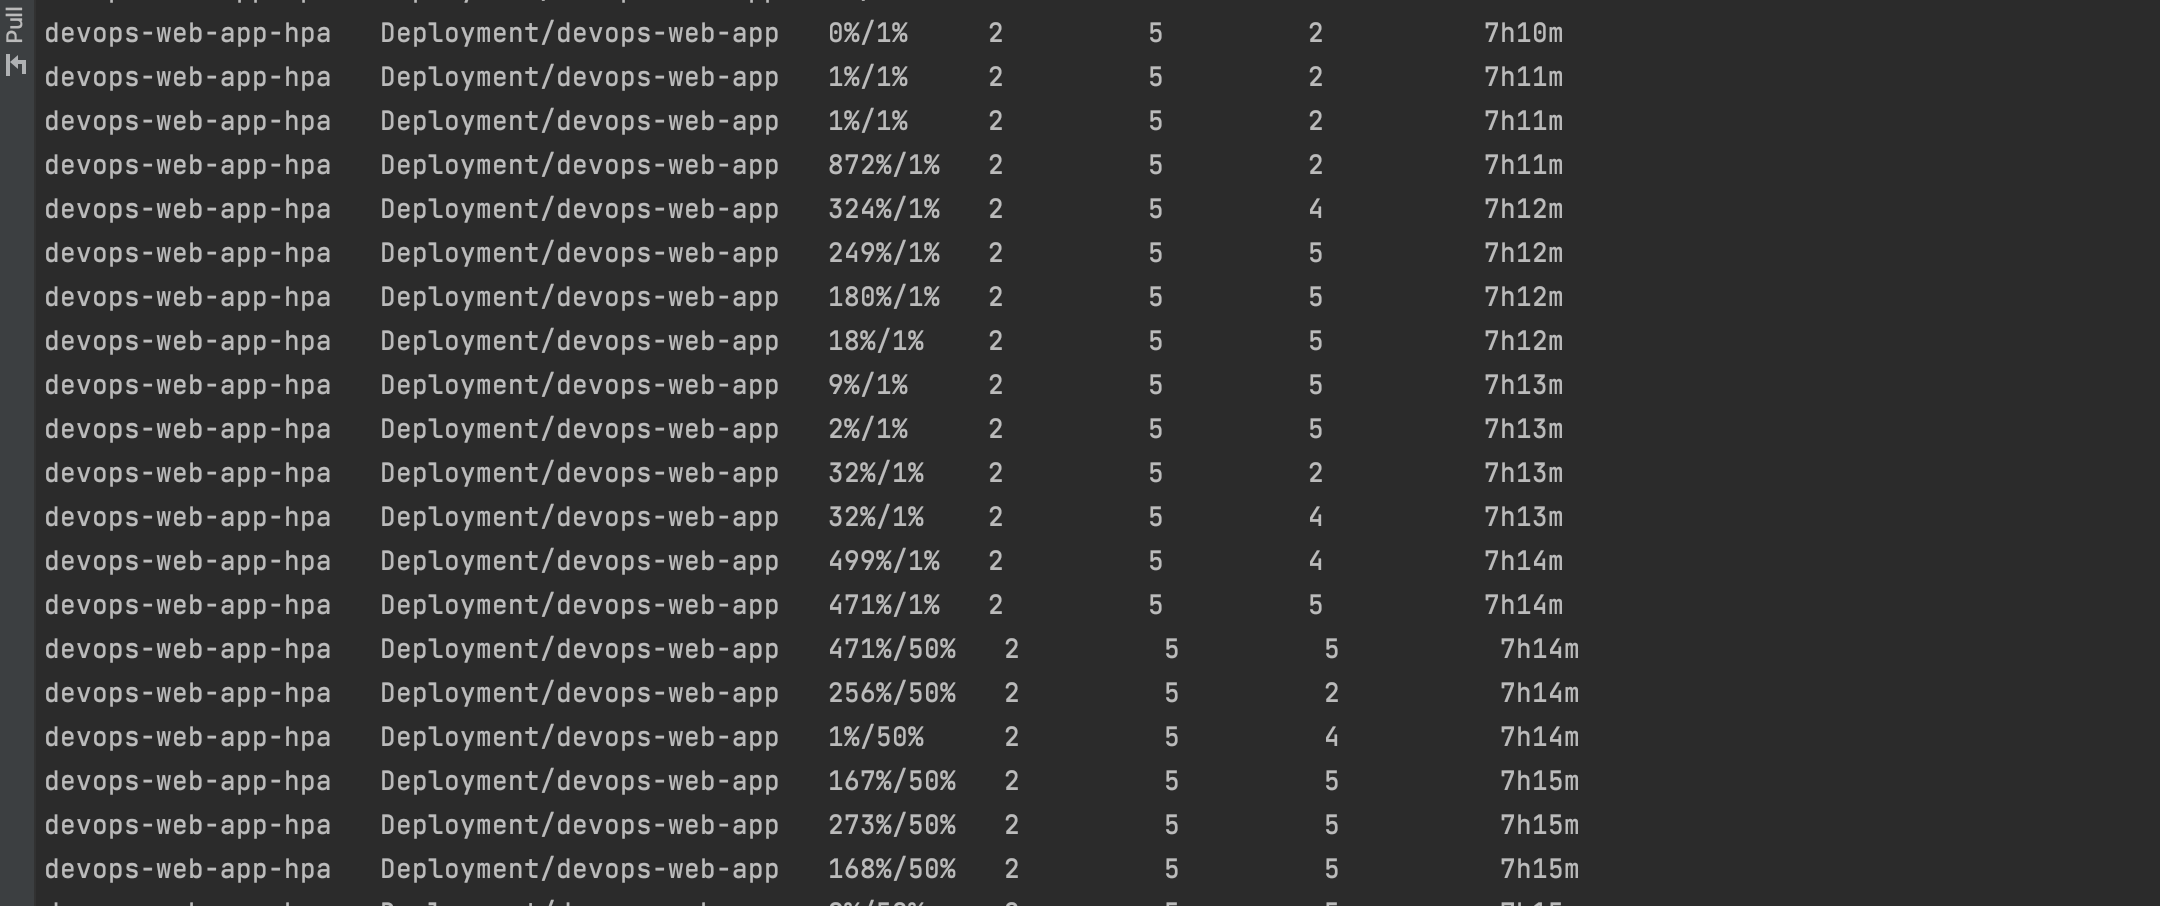 Pull
devops-web-app-hpa   Deployment/devops-web-app   0%/1%     2         5         2          7h10m
devops-web-app-hpa   Deployment/devops-web-app   1%/1%     2         5         2          7h11m
devops-web-app-hpa   Deployment/devops-web-app   1%/1%     2         5         2          7h11m
devops-web-app-hpa   Deployment/devops-web-app   872%/1%   2         5         2          7h11m
devops-web-app-hpa   Deployment/devops-web-app   324%/1%   2         5         4          7h12m
devops-web-app-hpa   Deployment/devops-web-app   249%/1%   2         5         5          7h12m
devops-web-app-hpa   Deployment/devops-web-app   180%/1%   2         5         5          7h12m
devops-web-app-hpa   Deployment/devops-web-app   18%/1%    2         5         5          7h12m
devops-web-app-hpa   Deployment/devops-web-app   9%/1%     2         5         5          7h13m
devops-web-app-hpa   Deployment/devops-web-app   2%/1%     2         5         5          7h13m
devops-web-app-hpa   Deployment/devops-web-app   32%/1%    2         5         2          7h13m
devops-web-app-hpa   Deployment/devops-web-app   32%/1%    2         5         4          7h13m
devops-web-app-hpa   Deployment/devops-web-app   499%/1%   2         5         4          7h14m
devops-web-app-hpa   Deployment/devops-web-app   471%/1%   2         5         5          7h14m
devops-web-app-hpa   Deployment/devops-web-app   471%/50%   2         5         5          7h14m
devops-web-app-hpa   Deployment/devops-web-app   256%/50%   2         5         2          7h14m
devops-web-app-hpa   Deployment/devops-web-app   1%/50%     2         5         4          7h14m
devops-web-app-hpa   Deployment/devops-web-app   167%/50%   2         5         5          7h15m
devops-web-app-hpa   Deployment/devops-web-app   273%/50%   2         5         5          7h15m
devops-web-app-hpa   Deployment/devops-web-app   168%/50%   2         5         5          7h15m